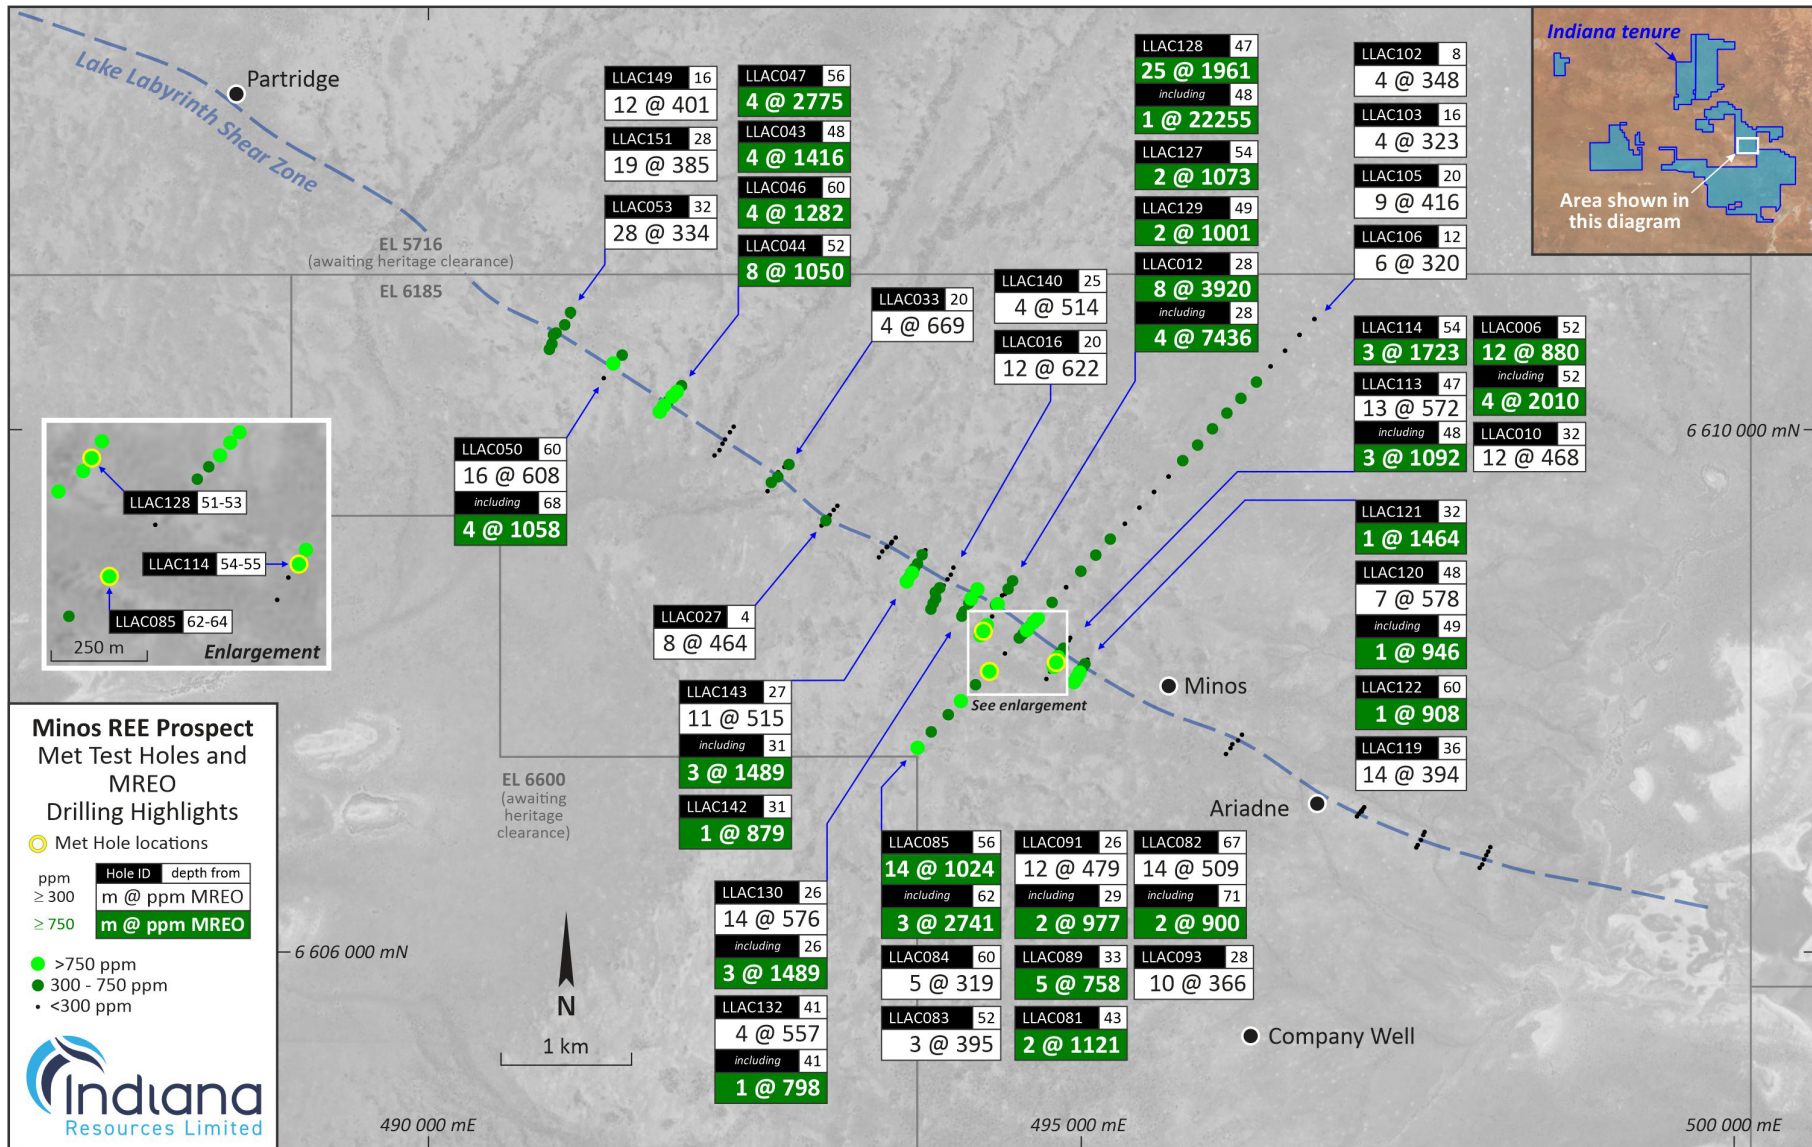 Lake Labyrinth Shear Zone
Partridge
EL 5716
(awaiting heritage clearance)
EL 6185
LLAC149 16
12 @ 401
LLAC151 28
19 @ 385
LLAC053 32
28 @ 334
LLAC047 56
4 @ 2775
LLAC043 48
4 @ 1416
LLAC046 60
4 @ 1282
LLAC044 52
8 @ 1050
LLAC033 20
4 @ 669
LLAC140 25
4 @ 514
LLAC016 20
12 @ 622
LLAC128 47
25 @ 1961
including 48
1 @ 22255
LLAC127 54
2 @ 1073
LLAC129 49
2 @ 1001
LLAC012 28
8 @ 3920
including 28
4 @ 7436
LLAC102 8
4 @ 348
LLAC103 16
4 @ 323
LLAC105 20
9 @ 416
LLAC106 12
6 @ 320
Indiana tenure
Area shown in
this diagram
LLAC114 54
3 @ 1723
LLAC113 47
13 @ 572
including 48
3 @ 1092
LLAC006 52
12 @ 880
including 52
4 @ 2010
LLAC010 32
12 @ 468
6 610 000 mN
LLAC121 32
1 @ 1464
LLAC120 48
7 @ 578
including 49
1 @ 946
LLAC122 60
1 @ 908
LLAC119 36
14 @ 394
LLAC050 60
16 @ 608
including 68
4 @ 1058
LLAC128 51-53
LLAC114 54-55
LLAC085 62-64
250 m
Enlargement
LLAC027 4
8 @ 464
LLAC143 27
11 @ 515
including 31
3 @ 1489
LLAC142 31
1 @ 879
See enlargement
Minos
Ariadne
EL 6600
(awaiting
heritage
clearance)
LLAC130 26
14 @ 576
including 26
3 @ 1489
LLAC132 41
4 @ 557
including 41
1 @ 798
LLAC085 56
14 @ 1024
including 62
3 @ 2741
LLAC084 60
5 @ 319
LLAC083 52
3 @ 395
LLAC091 26
12 @ 479
including 29
2 @ 977
LLAC089 33
5 @ 758
LLAC081 43
2 @ 1121
LLAC082 67
14 @ 509
including 71
2 @ 900
LLAC093 28
10 @ 366
Company Well
Minos REE Prospect
Met Test Holes and
MREO
Drilling Highlights
Met Hole locations
ppm
Hole ID depth from
≥ 300 m @ ppm MREO
≥ 750 m @ ppm MREO
>750 ppm
300 - 750 ppm
<300 ppm
Indiana
Resources Limited
6 606 000 mN
N
1 km
490 000 mE
495 000 mE
500 000 mE